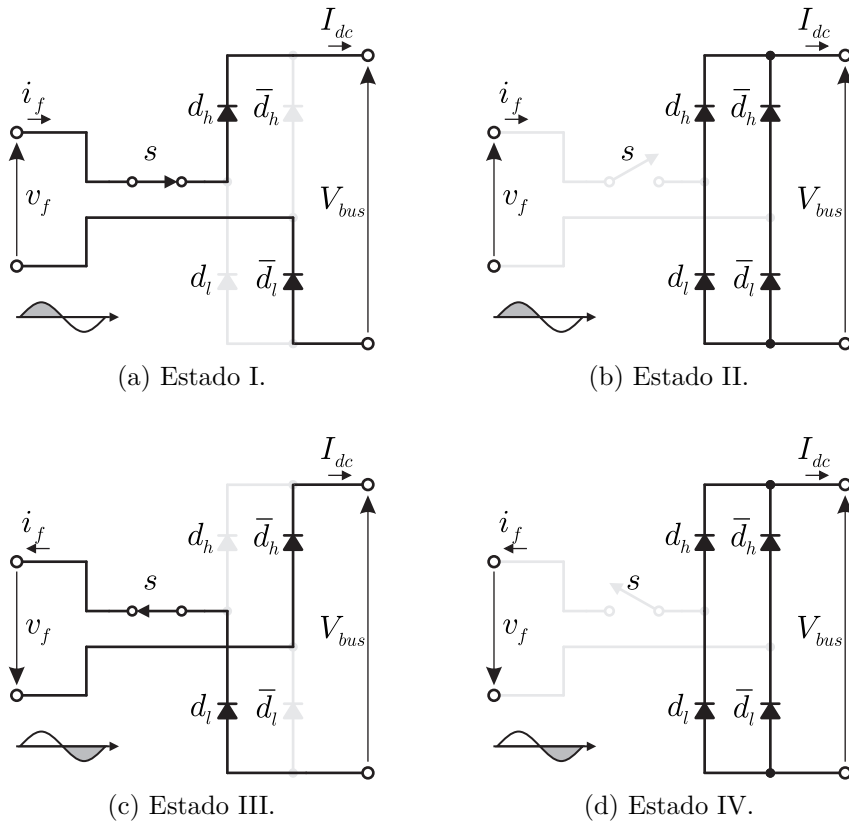 I_dc
i_f
d_h
d̅_h
s
v_f
V_bus
d_l
d̅_l
(a) Estado I.
I_dc
i_f
d_h
d̅_h
s
v_f
V_bus
d_l
d̅_l
(b) Estado II.
I_dc
i_f
d_h
d̅_h
s
v_f
V_bus
d_l
d̅_l
(c) Estado III.
I_dc
i_f
d_h
d̅_h
s
v_f
V_bus
d_l
d̅_l
(d) Estado IV.